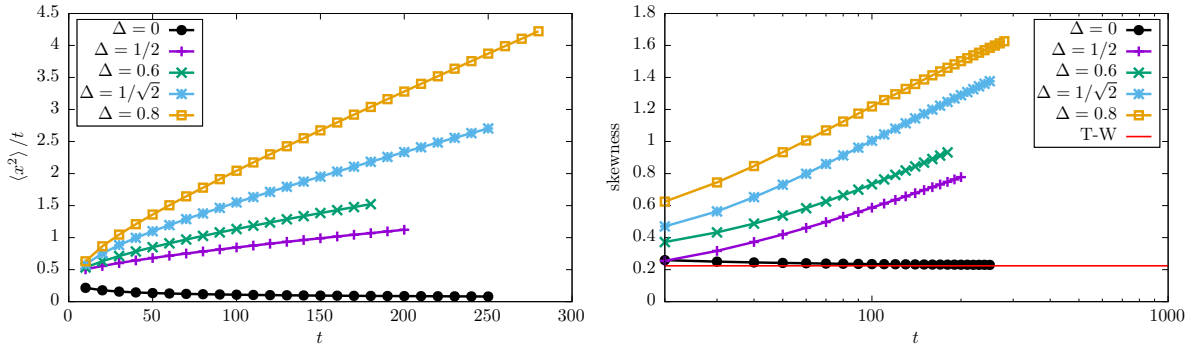 4.5
4
3.5
3
2.5
2
1.5
1
0.5
0
0 50 100 150 200 250 300
⟨x²⟩/t
t
Δ = 0
Δ = 1/2
Δ = 0.6
Δ = 1/√2
Δ = 0.8
1.8
1.6
1.4
1.2
1
0.8
0.6
0.4
0.2
0
100 1000
skewness
t
Δ = 0
Δ = 1/2
Δ = 0.6
Δ = 1/√2
Δ = 0.8
T-W